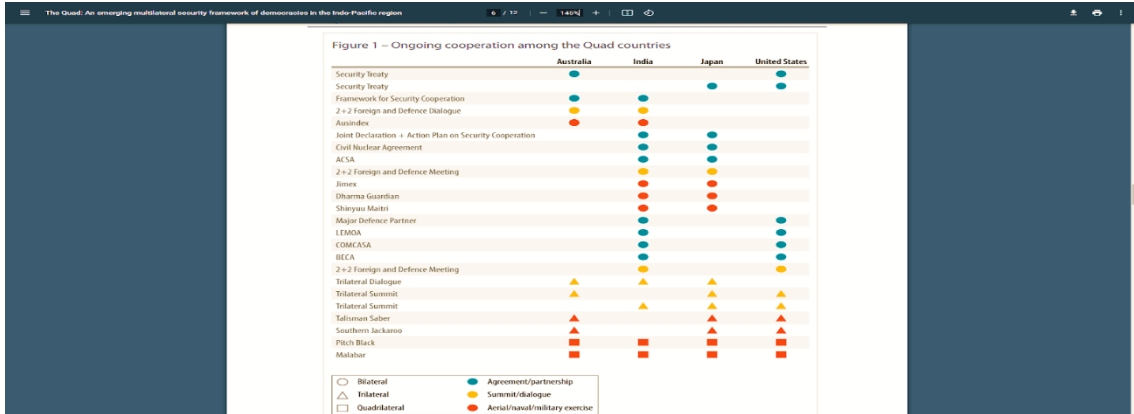 The Quad: An emerging multilateral security framework of democracies in the Indo-Pacific region 6 / 12 — 140% +
Figure 1 – Ongoing cooperation among the Quad countries
Australia India Japan United States
Security Treaty
Security Treaty
Framework for Security Cooperation
2+2 Foreign and Defence Dialogue
Ausindex
Joint Declaration + Action Plan on Security Cooperation
Civil Nuclear Agreement
ACSA
2+2 Foreign and Defence Meeting
Jimex
Dharma Guardian
Shinyuu Maitri
Major Defence Partner
LEMOA
COMCASA
BECA
2+2 Foreign and Defence Meeting
Trilateral Dialogue
Trilateral Summit
Trilateral Summit
Talisman Saber
Southern Jackaroo
Pitch Black
Malabar
Bilateral Agreement/partnership
Trilateral Summit/dialogue
Quadrilateral Aerial/naval/military exercise